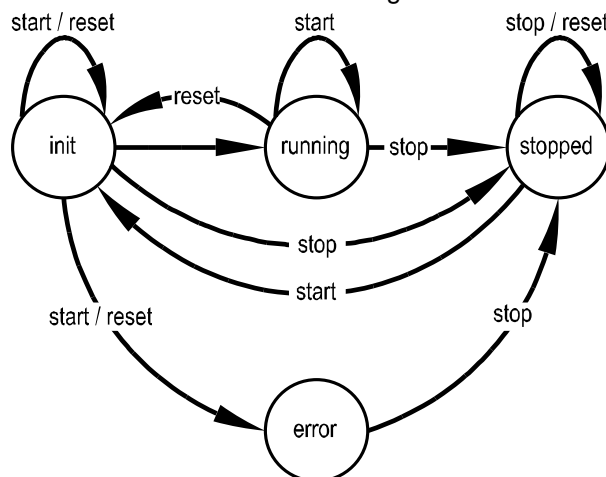 start / reset
start
stop / reset
reset
init
running
stop
stopped
stop
start
start / reset
stop
error